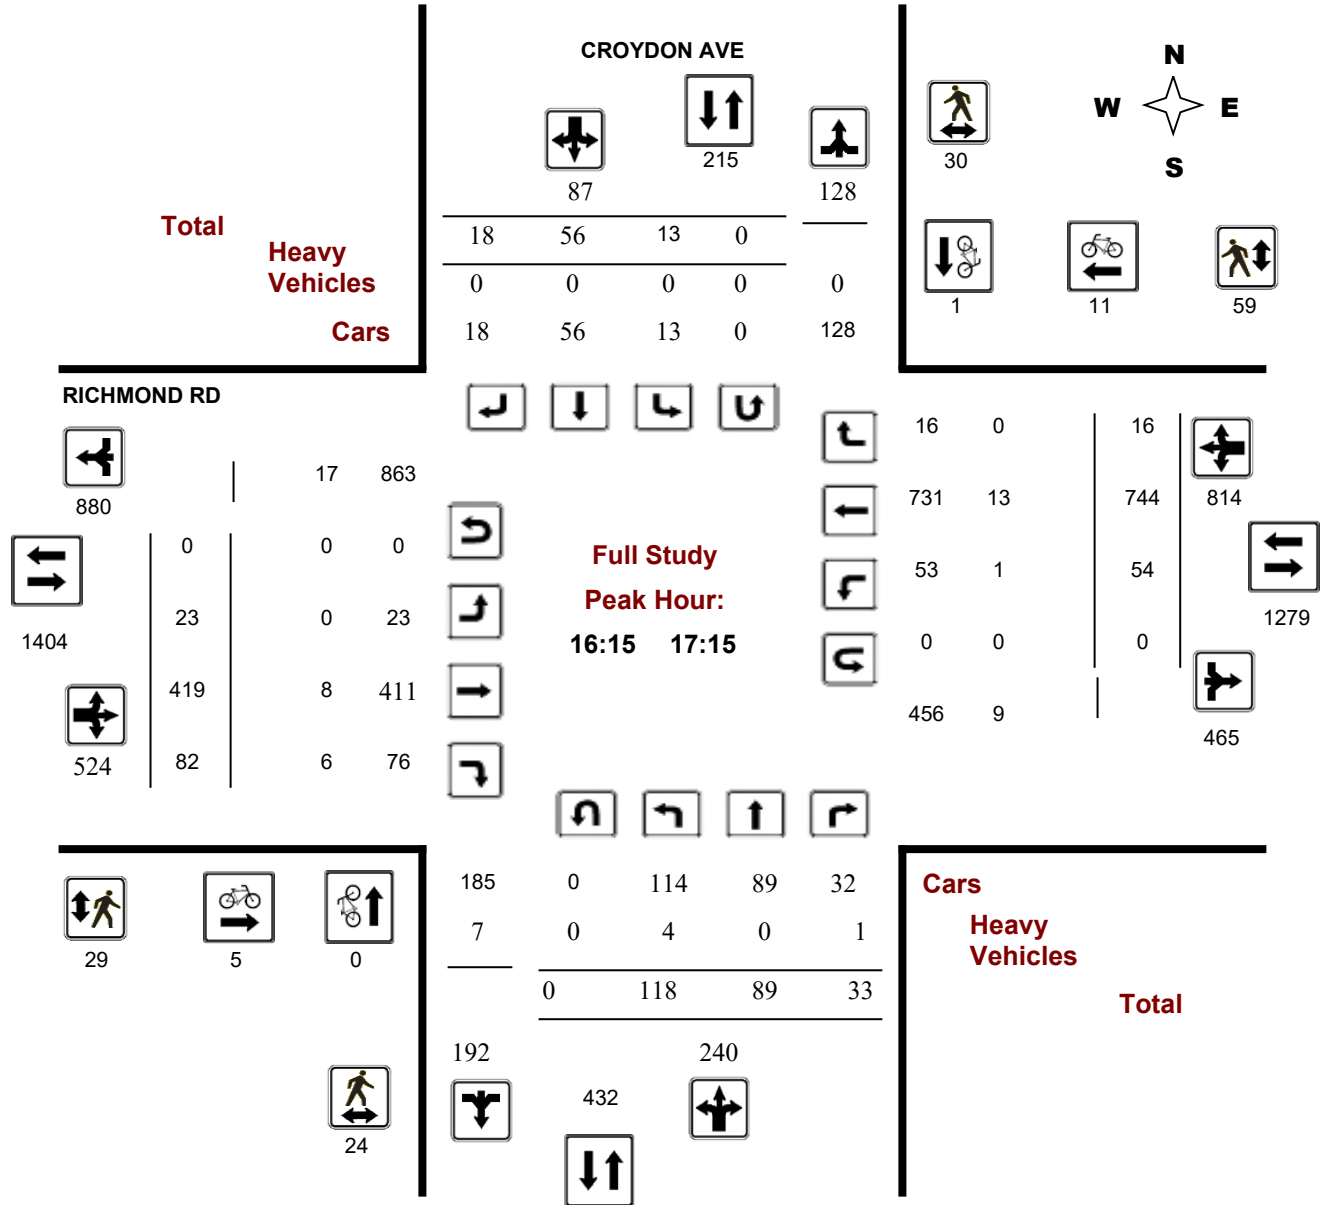 CROYDON AVE
N
W E
S
87
215
128
30
Total
18 56 13 0
Heavy
Vehicles
0 0 0 0 0
Cars
18 56 13 0 128
1 11 59
RICHMOND RD
880
17 863
0 0 0
23 0 23
1404
419 8 411
524
82 6 76
Full Study
Peak Hour:
16:15 17:15
16 0 16
731 13 744
814
53 1 54
1279
0 0 0
456 9
465
29 5 0
185 0 114 89 32
Cars
7 0 4 0 1
Heavy
Vehicles
0 118 89 33
Total
192
240
432
24